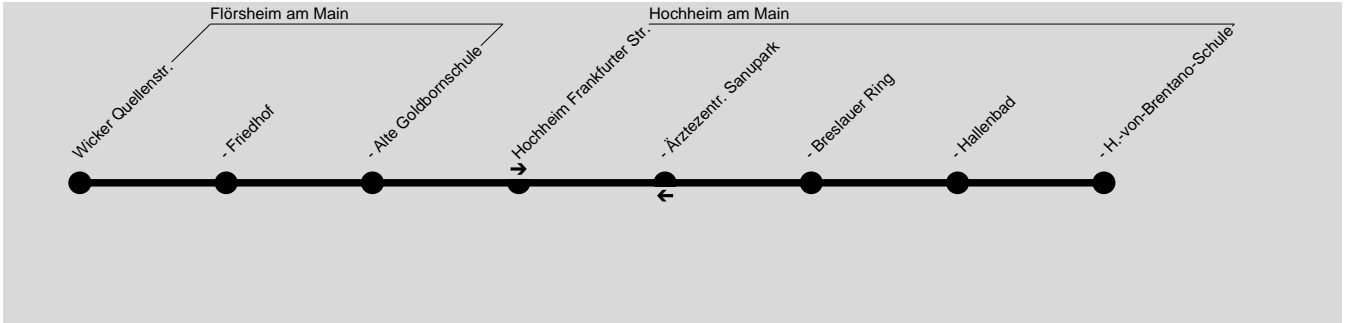 Flörsheim am Main
Hochheim am Main
Wicker Quellenstr.
- Friedhof
- Alte Goldbornschule
Hochheim Frankfurter Str.
- Ärztezentr. Sanupark
- Breslauer Ring
- Hallenbad
- H.-von-Brentano-Schule